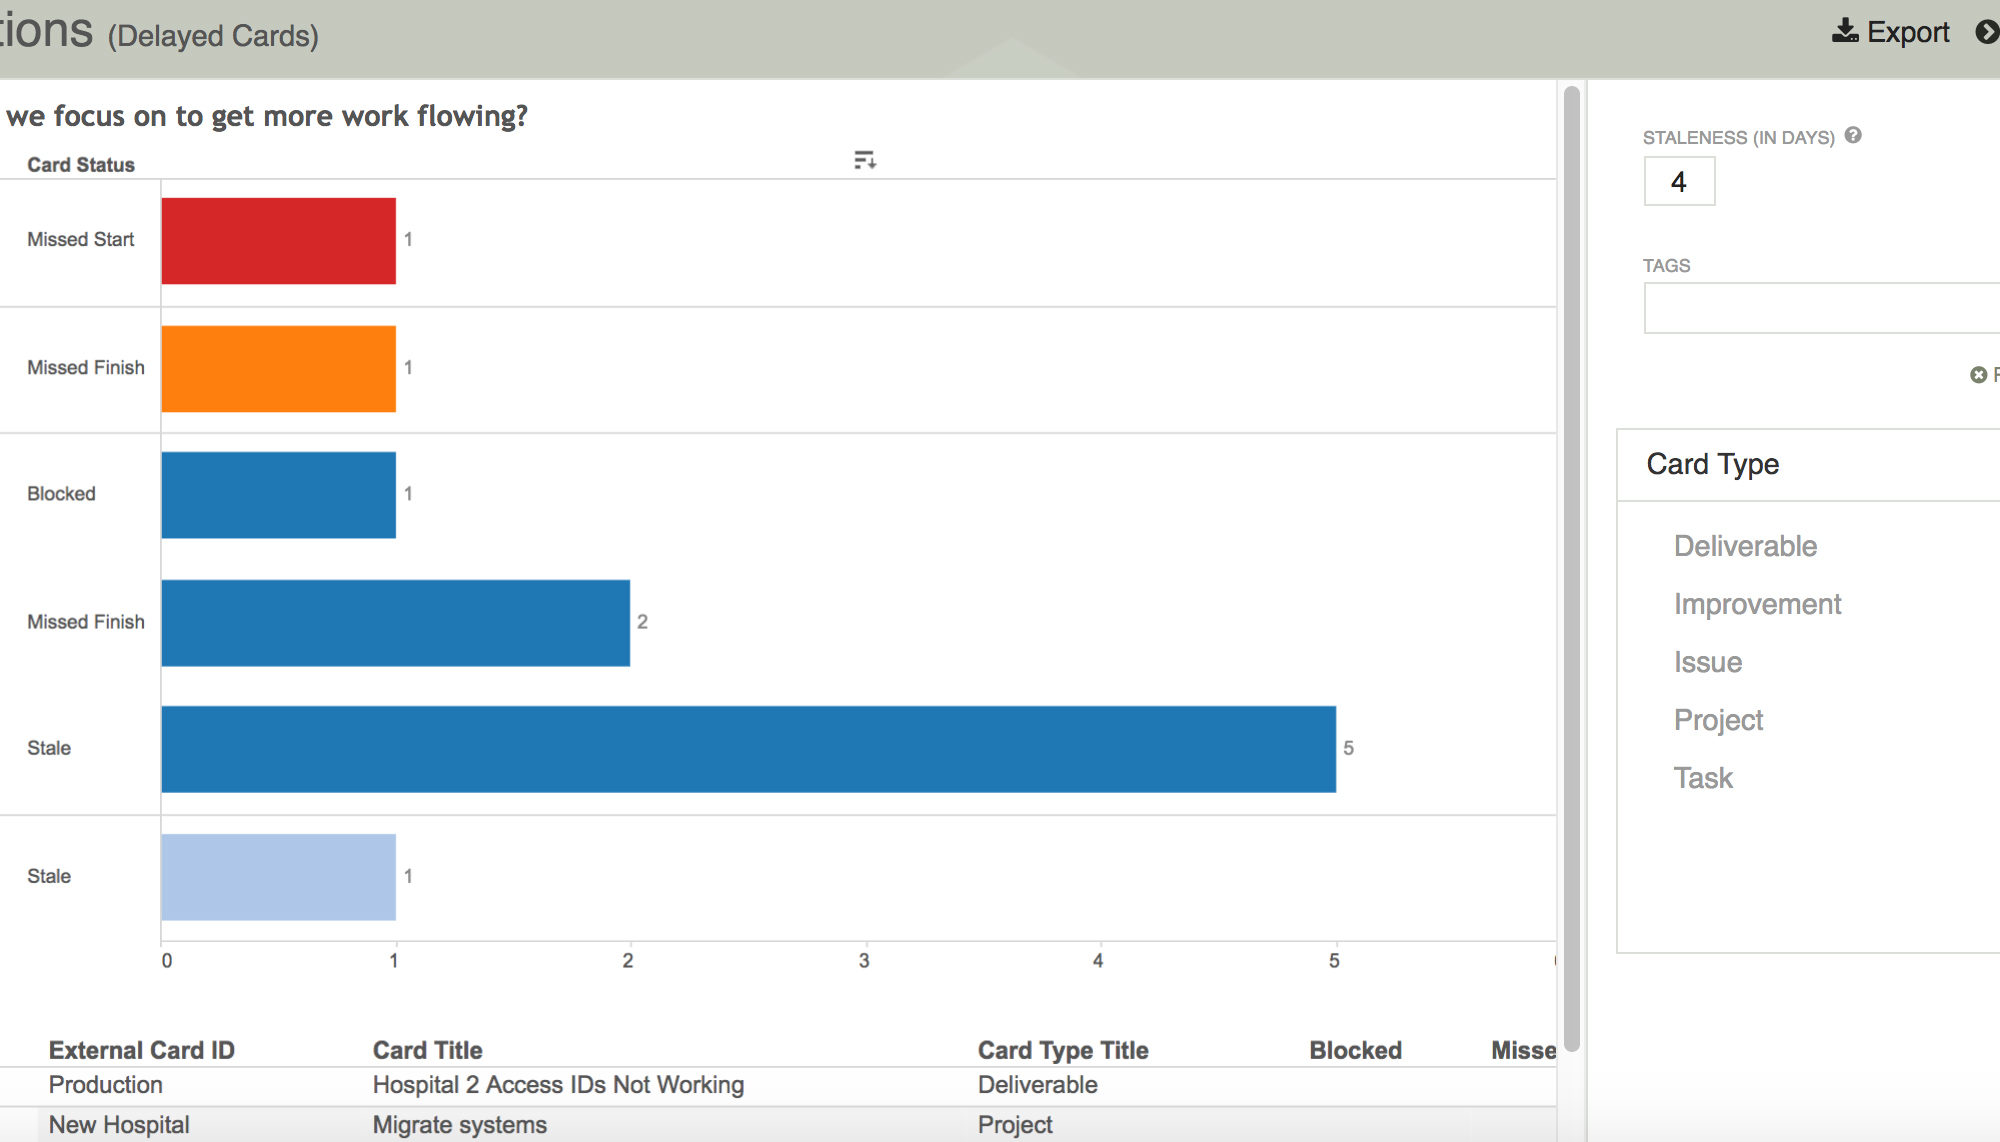 tions (Delayed Cards)
Export
we focus on to get more work flowing?
Card Status
Missed Start
1
Missed Finish
1
Blocked
1
Missed Finish
2
Stale
5
Stale
1
0 1 2 3 4 5
External Card ID Card Title Card Type Title Blocked Misse
Production Hospital 2 Access IDs Not Working Deliverable
New Hospital Migrate systems Project
STALENESS (IN DAYS) ?
4
TAGS
Card Type
Deliverable
Improvement
Issue
Project
Task